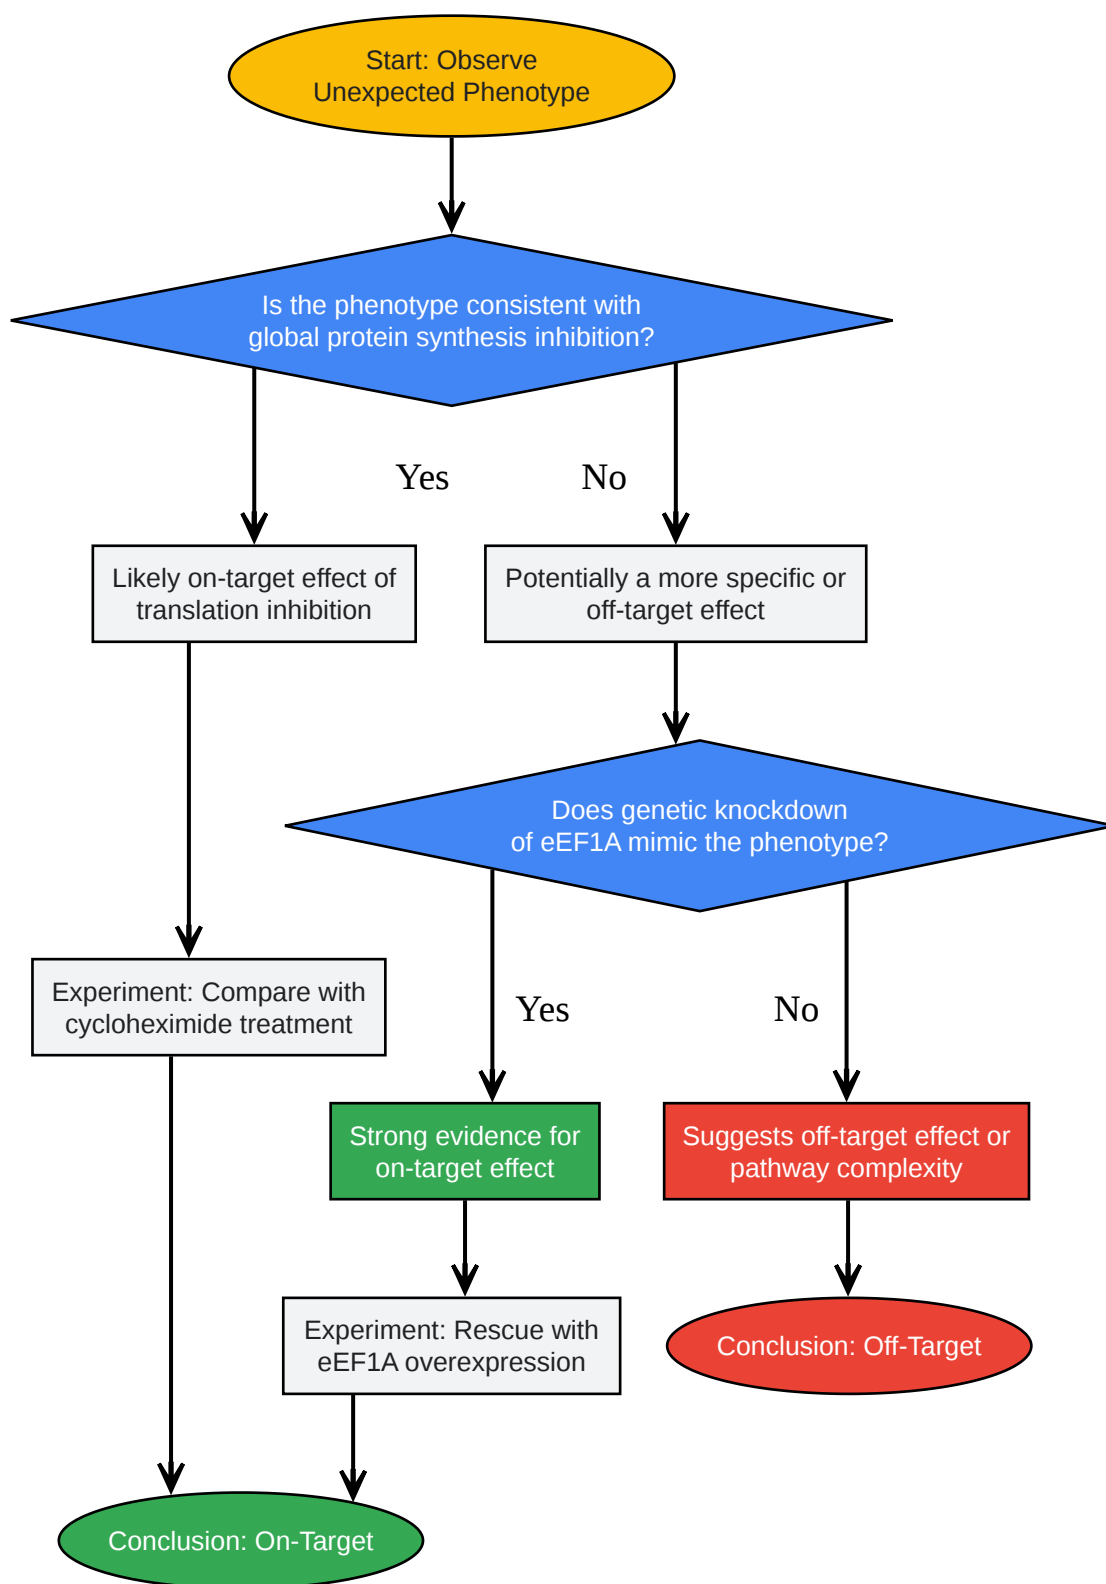 Start: Observe
Unexpected Phenotype
Is the phenotype consistent with
global protein synthesis inhibition?
Yes
No
Likely on-target effect of
translation inhibition
Potentially a more specific or
off-target effect
Does genetic knockdown
of eEF1A mimic the phenotype?
Experiment: Compare with
cycloheximide treatment
Yes
No
Strong evidence for
on-target effect
Suggests off-target effect or
pathway complexity
Experiment: Rescue with
eEF1A overexpression
Conclusion: Off-Target
Conclusion: On-Target